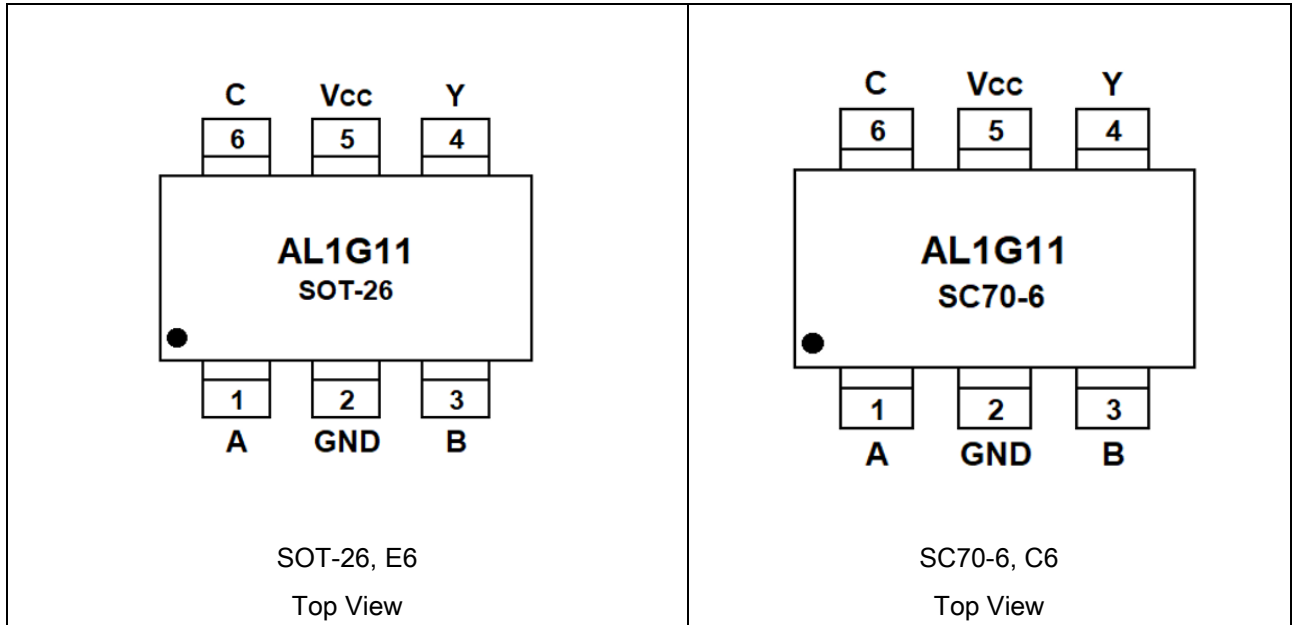 C Vcc Y
6 5 4
AL1G11
SOT-26
1 2 3
A GND B
SOT-26, E6
Top View
C Vcc Y
6 5 4
AL1G11
SC70-6
1 2 3
A GND B
SC70-6, C6
Top View